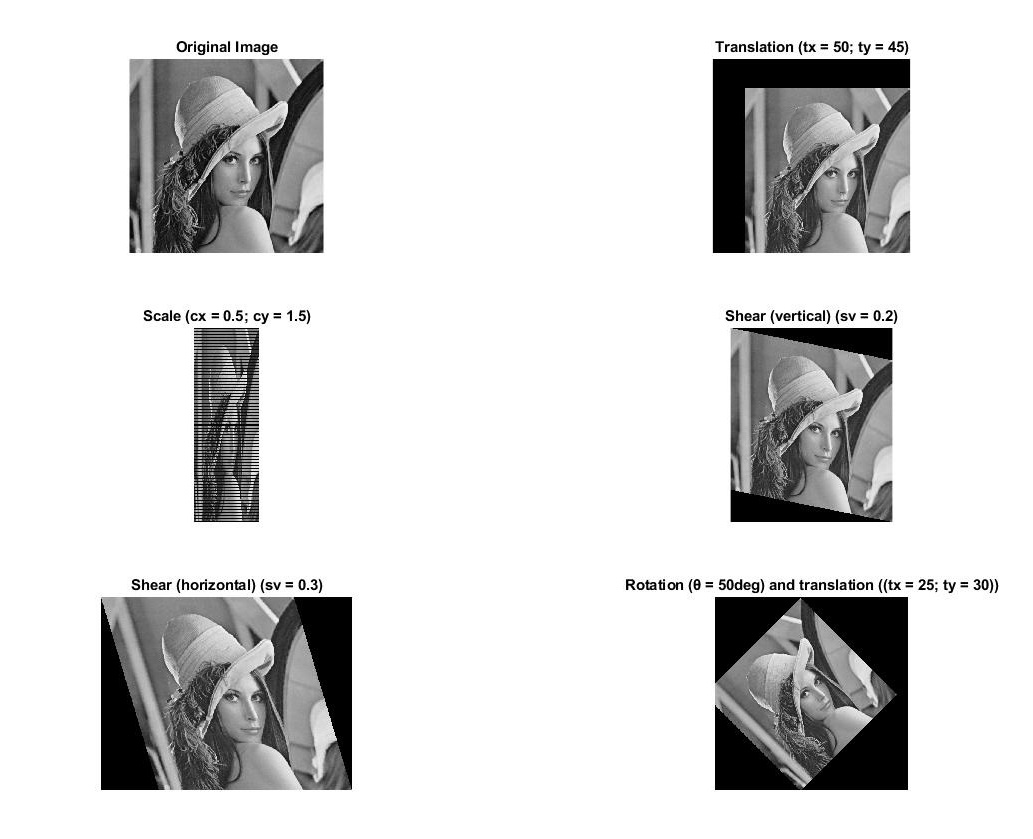 Original Image
Translation (tx = 50; ty = 45)
Scale (cx = 0.5; cy = 1.5)
Shear (vertical) (sv = 0.2)
Shear (horizontal) (sv = 0.3)
Rotation (θ = 50deg) and translation ((tx = 25; ty = 30))